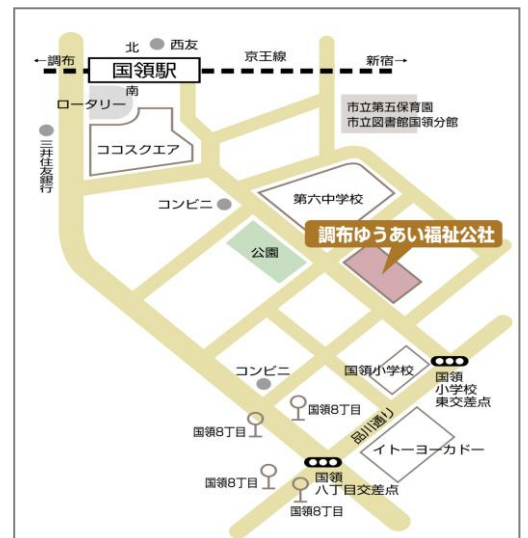 北
西友
←調布
国領駅
京王線
新宿→
南
ロータリー
三井住友銀行
ココスクエア
市立第五保育園
市立図書館国領分館
コンビニ
第六中学校
調布ゆうあい福祉公社
公園
コンビニ
国領小学校
国領
小学校
東交差点
国領8丁目
国領8丁目
品川通り
イトーヨーカドー
国領8丁目
国領
八丁目交差点
国領8丁目